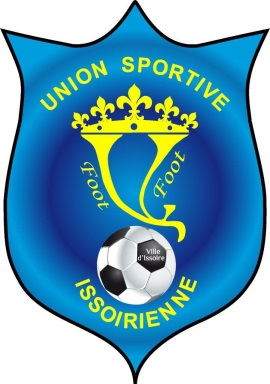 UNION SPORTIVE
Foot Foot
Ville
d'Issoire
ISSOIRIENNE